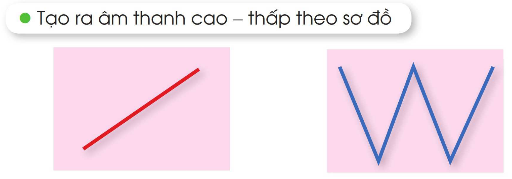 Tạo ra âm thanh cao – thấp theo sơ đồ